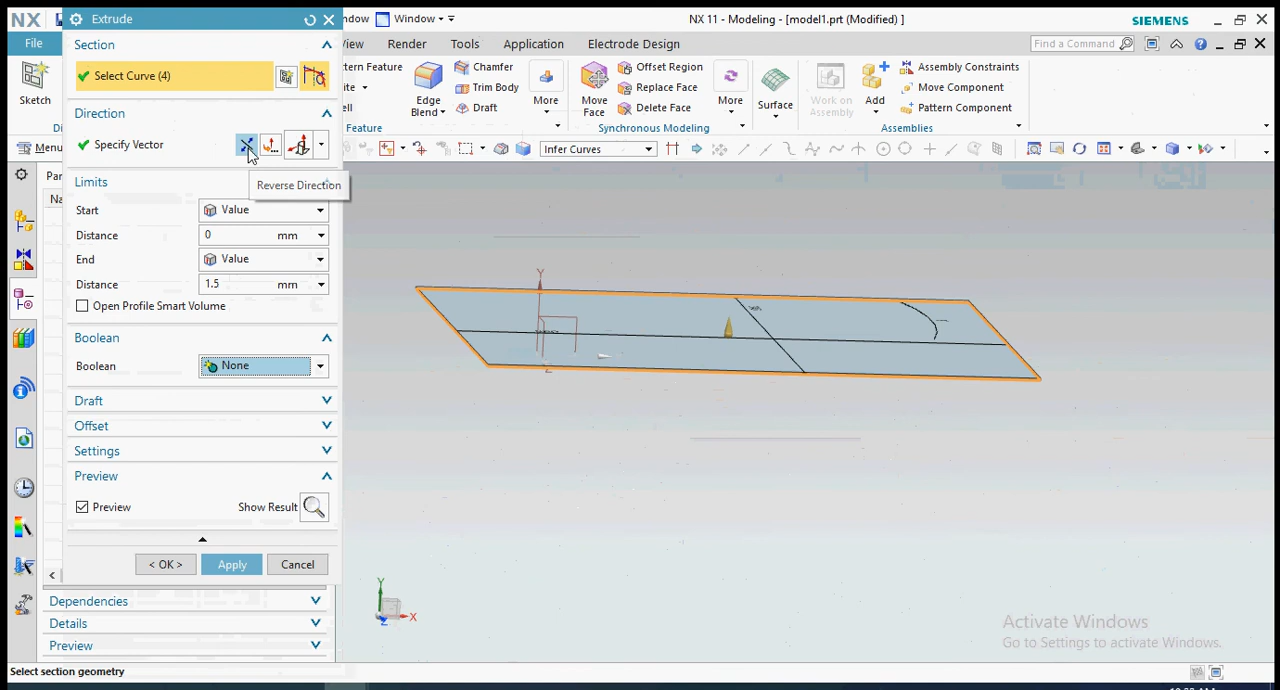 NX
Extrude
ndow
Window
NX 11 - Modeling - [model1.prt (Modified) ]
SIEMENS
File
Section
View
Render
Tools
Application
Electrode Design
Find a Command
Select Curve (4)
Sketch
ttern Feature
Chamfer
Trim Body
Draft
Edge
Blend
More
Feature
Move
Face
Offset Region
Replace Face
Delete Face
More
Synchronous Modeling
Surface
Work on
Assembly
Add
Assembly Constraints
Move Component
Pattern Component
Assemblies
Direction
Specify Vector
Menu
Infer Curves
Reverse Direction
Limits
Start
Value
Distance
0
mm
End
Value
Distance
1.5
mm
Open Profile Smart Volume
Boolean
Boolean
None
Draft
Offset
Settings
Preview
Preview
Show Result
< OK >
Apply
Cancel
Dependencies
Details
Preview
Select section geometry
Y
Y
X
Z
Activate Windows
Go to Settings to activate Windows.